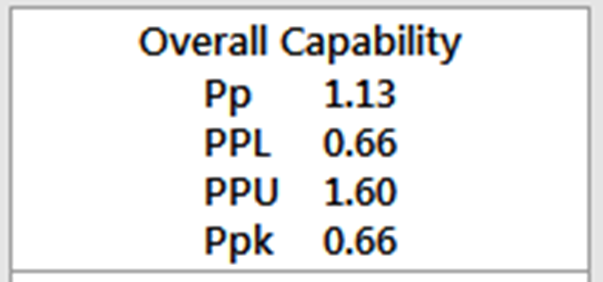 Overall Capability
Pp 1.13
PPL 0.66
PPU 1.60
Ppk 0.66